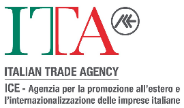 ITA
ITALIAN TRADE AGENCY
ICE - Agenzia per la promozione all'estero e
l'internazionalizzazione delle imprese italiane